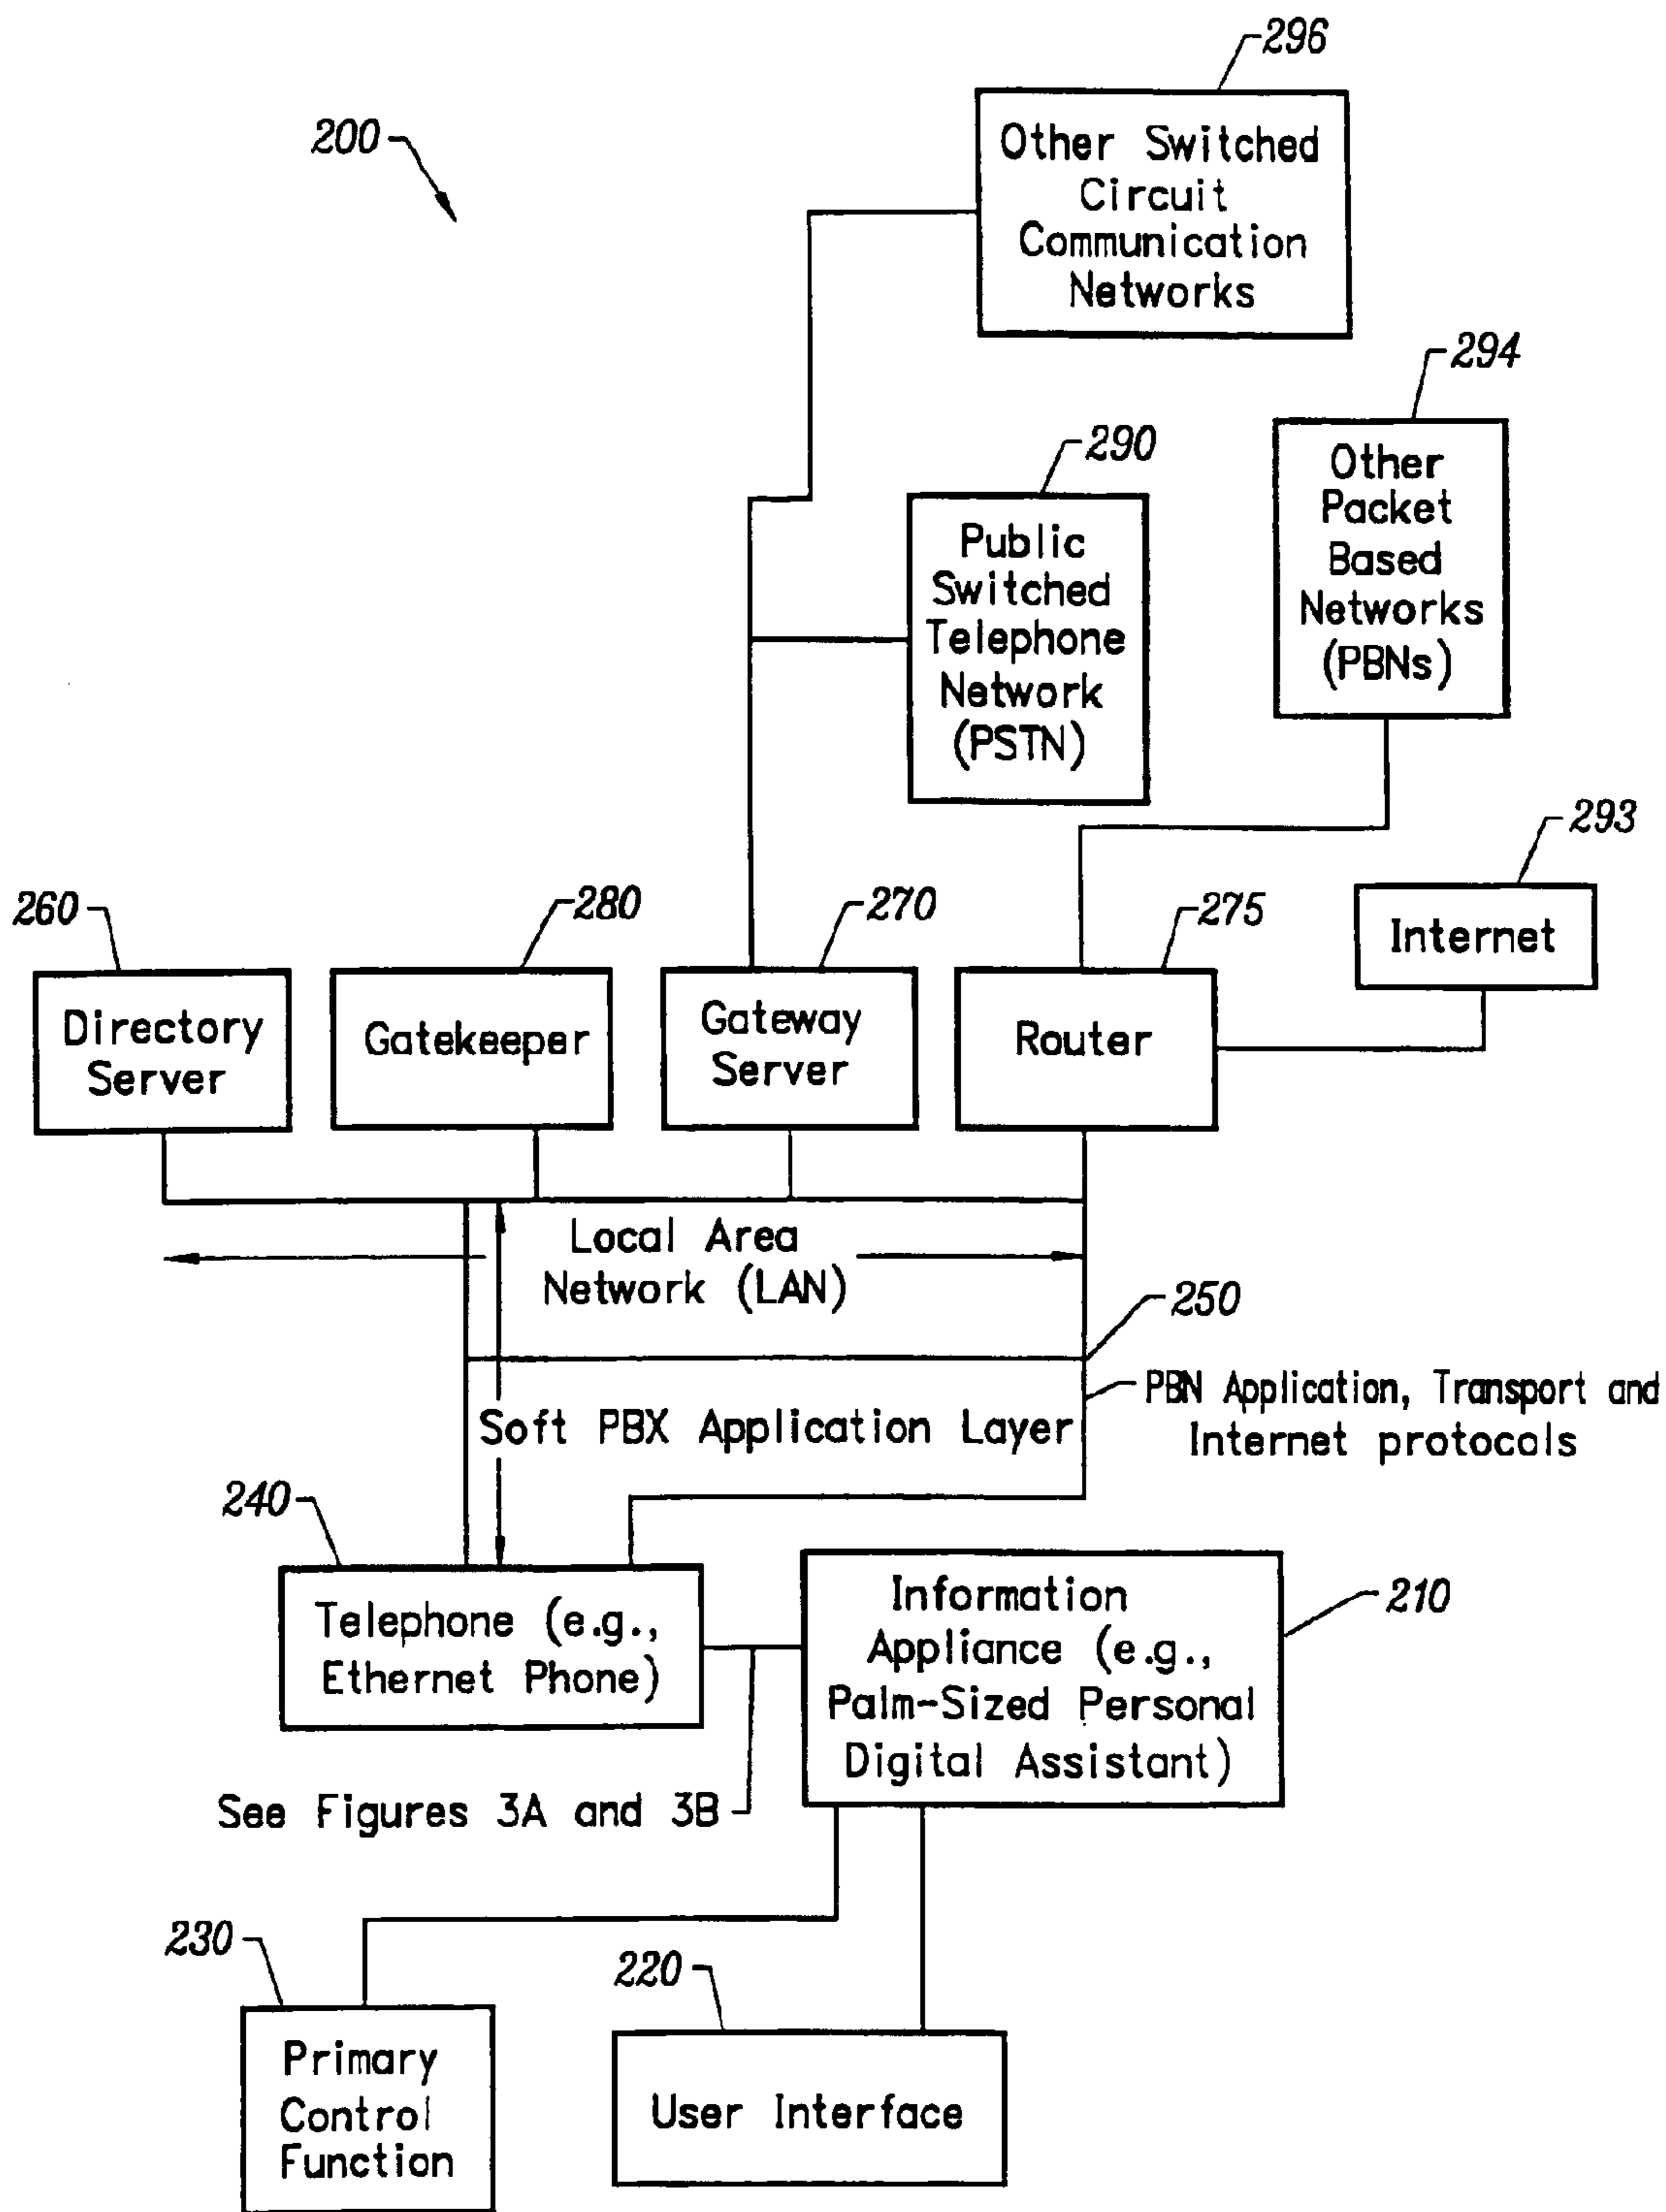 296
200
Other Switched
Circuit
Communication
Networks
294
290
Other
Packet
Based
Networks
(PBNs)
Public
Switched
Telephone
Network
(PSTN)
293
Internet
260
280
270
275
Directory
Server
Gatekeeper
Gateway
Server
Router
Local Area
Network (LAN)
250
PBN Application, Transport and
Internet protocals
Soft PBX Application Layer
240
Telephone (e.g.,
Ethernet Phone)
Information
Appliance (e.g.,
Palm-Sized Personal
Digital Assistant)
210
See Figures 3A and 3B
230
220
Primary
Control
Function
User Interface